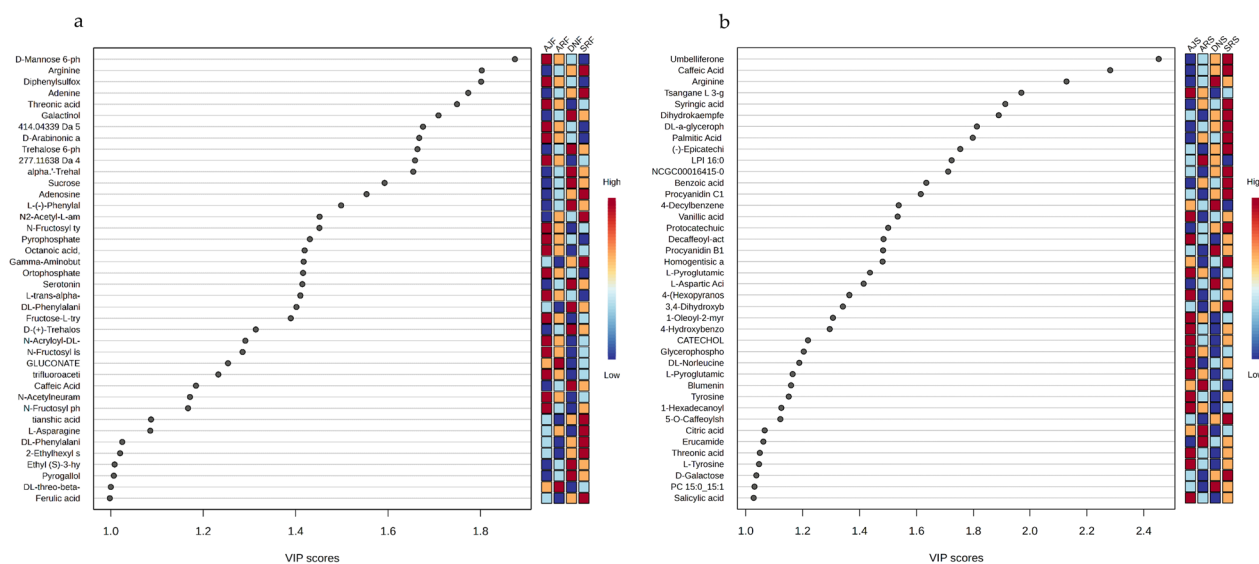 a
AJF ARF DNF SRF
D-Mannose 6-ph
Arginine
Diphenylsulfox
Adenine
Threonic acid
Galactinol
414.04339 Da 5
D-Arabinonic a
Trehalose 6-ph
277.11638 Da 4
alpha.'-Trehal
Sucrose
Adenosine
L-(-)-Phenylal
N2-Acetyl-L-am
N-Fructosyl ty
Pyrophosphate
Octanoic acid,
Gamma-Aminobut
Ortophosphate
Serotonin
L-trans-alpha-
DL-Phenylalani
Fructose-L-try
D-(+)-Trehalos
N-Acryloyl-DL-
N-Fructosyl is
GLUCONATE
trifluoroaceti
Caffeic Acid
N-Acetylneuram
N-Fructosyl ph
tianshic acid
L-Asparagine
DL-Phenylalani
2-Ethylhexyl s
Ethyl (S)-3-hy
Pyrogallol
DL-threo-beta-
Ferulic acid
1.0 1.2 1.4 1.6 1.8
VIP scores
High
Low
b
AJS ARS DNS SRS
Umbelliferone
Caffeic Acid
Arginine
Tsangane L 3-g
Syringic acid
Dihydrokaempfe
DL-a-glyceroph
Palmitic Acid
(-)-Epicatechi
LPI 16:0
NCGC00016415-0
Benzoic acid
Procyanidin C1
4-Decylbenzene
Vanillic acid
Protocatechuic
Decaffeoyl-act
Procyanidin B1
Homogentisic a
L-Pyroglutamic
L-Aspartic Aci
4-(Hexopyranos
3,4-Dihydroxyb
1-Oleoyl-2-myr
4-Hydroxybenzo
CATECHOL
Glycerophospho
DL-Norleucine
L-Pyroglutamic
Blumenin
Tyrosine
1-Hexadecanoyl
5-O-Caffeoylsh
Citric acid
Erucamide
Threonic acid
L-Tyrosine
D-Galactose
PC 15:0_15:1
Salicylic acid
1.0 1.2 1.4 1.6 1.8 2.0 2.2 2.4
VIP scores
Hig
Lo